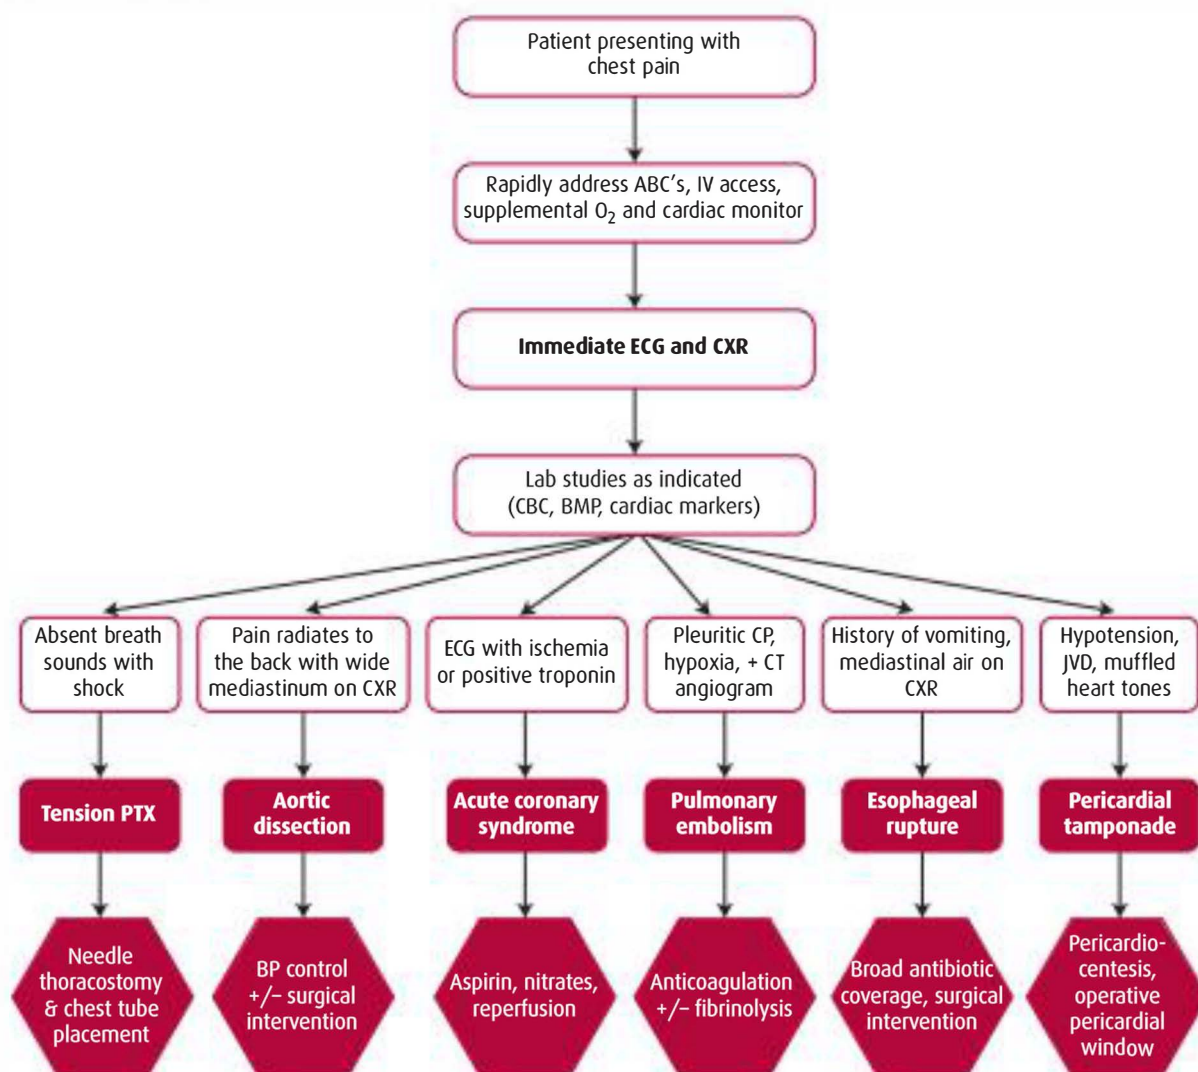 Patient presenting with
chest pain
Rapidly address ABC's, IV access,
supplemental O₂ and cardiac monitor
Immediate ECG and CXR
Lab studies as indicated
(CBC, BMP, cardiac markers)
Absent breath
sounds with
shock
Pain radiates to
the back with wide
mediastinum on CXR
ECG with ischemia
or positive troponin
Pleuritic CP,
hypoxia, + CT
angiogram
History of vomiting,
mediastinal air on
CXR
Hypotension,
JVD, muffled
heart tones
Tension PTX
Aortic
dissection
Acute coronary
syndrome
Pulmonary
embolism
Esophageal
rupture
Pericardial
tamponade
Needle
thoracostomy
& chest tube
placement
BP control
+/− surgical
intervention
Aspirin, nitrates,
reperfusion
Anticoagulation
+/− fibrinolysis
Broad antibiotic
coverage, surgical
intervention
Pericardio-
centesis,
operative
pericardial
window